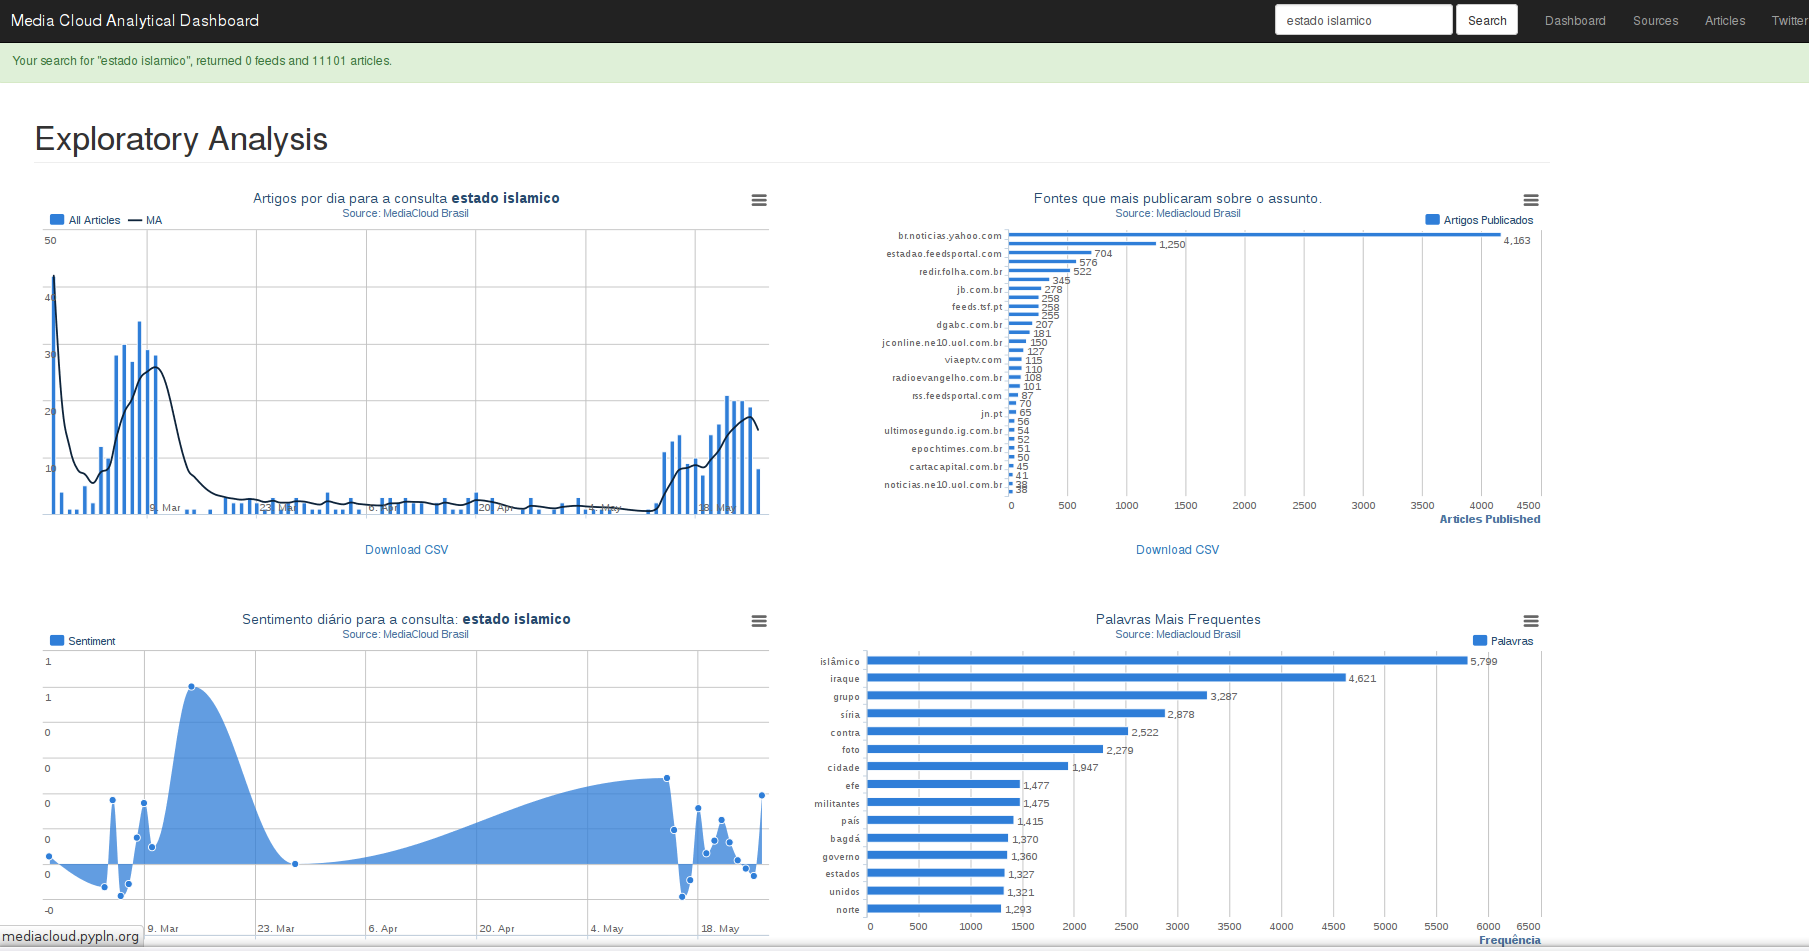 Media Cloud Analytical Dashboard
estado islamico
Search
Dashboard
Sources
Articles
Twitter
Your search for "estado islamico", returned 0 feeds and 11101 articles.
Exploratory Analysis
Artigos por dia para a consulta estado islamico
Source: MediaCloud Brasil
All Articles
MA
50
40
30
20
10
9. Mar
23. Mar
6. Apr
20. Apr
4. May
18. May
Download CSV
Fontes que mais publicaram sobre o assunto.
Source: Mediacloud Brasil
Artigos Publicados
br.noticias.yahoo.com
4,163
1,250
estadao.feedsportal.com
704
576
redir.folha.com.br
522
345
jb.com.br
278
258
feeds.tsf.pt
258
255
dgabc.com.br
207
181
jconline.ne10.uol.com.br
150
127
viaeptv.com
115
110
radioevangelho.com.br
108
101
rss.feedsportal.com
87
70
jn.pt
65
56
ultimosegundo.ig.com.br
54
52
epochtimes.com.br
51
50
cartacapital.com.br
45
41
noticias.ne10.uol.com.br
38
38
0 500 1000 1500 2000 2500 3000 3500 4000 4500
Articles Published
Download CSV
Sentimento diário para a consulta: estado islamico
Source: MediaCloud Brasil
Sentiment
1
1
0
0
0
0
0
-0
9. Mar
23. Mar
6. Apr
20. Apr
4. May
18. May
Palavras Mais Frequentes
Source: Mediacloud Brasil
Palavras
islâmico 5,799
iraque 4,621
grupo 3,287
síria 2,878
contra 2,522
foto 2,279
cidade 1,947
efe 1,477
militantes 1,475
país 1,415
bagdá 1,370
governo 1,360
estados 1,327
unidos 1,321
norte 1,293
0 500 1000 1500 2000 2500 3000 3500 4000 4500 5000 5500 6000 6500
Frequência
mediacloud.pypln.org